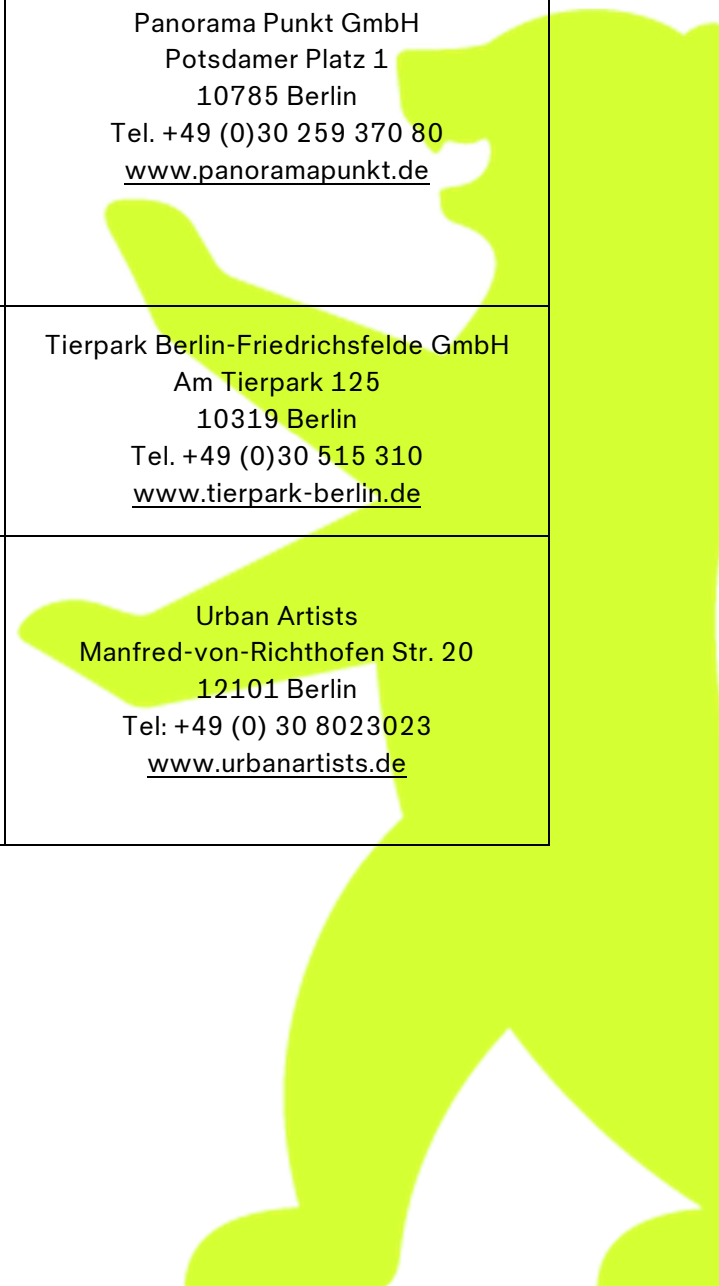 Panorama Punkt GmbH
Potsdamer Platz 1
10785 Berlin
Tel. +49 (0)30 259 370 80
www.panoramapunkt.de
Tierpark Berlin-Friedrichsfelde GmbH
Am Tierpark 125
10319 Berlin
Tel. +49 (0)30 515 310
www.tierpark-berlin.de
Urban Artists
Manfred-von-Richthofen Str. 20
12101 Berlin
Tel: +49 (0) 30 8023023
www.urbanartists.de